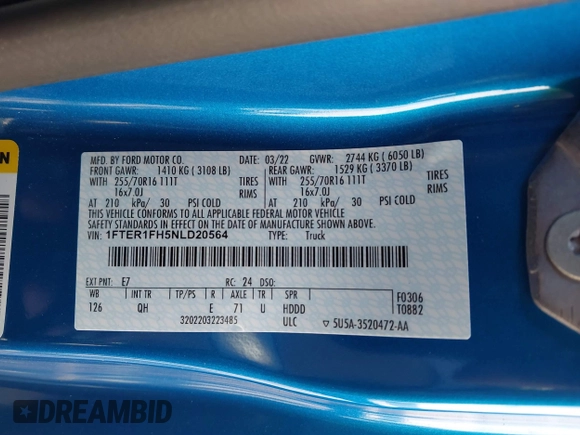 MFD. BY FORD MOTOR CO. 03/22 GVWR: 2744 KG ( 6050 LB)
FRONT GAWR: 1410 KG ( 3108 LB) REAR GAWR: 1529 KG ( 3370 LB)
WITH 255/70R16 111T TIRES WITH 255/70R16 111T TIRES
16x7.0J RIMS 16x7.0J RIMS
AT 210 kPa/ 30 PSI COLD AT 210 kPa/ 30 PSI COLD
THIS VEHICLE CONFORMS TO ALL APPLICABLE FEDERAL MOTOR VEHICLE
SAFETY STANDARDS IN EFFECT ON THE DATE OF MANUFACTURE SHOWN ABOVE.
VIN: 1FTER1FH5NLD20564 TYPE: Truck
EXT PNT: E7 RC: 24 DSO:
WB INT TR TP/PS R AXLE TR SPR F0306
126 QH E 71 U HDDD T0882
3202203223485 ULC ▽ 5U5A-3520472-AA
DREAMBID